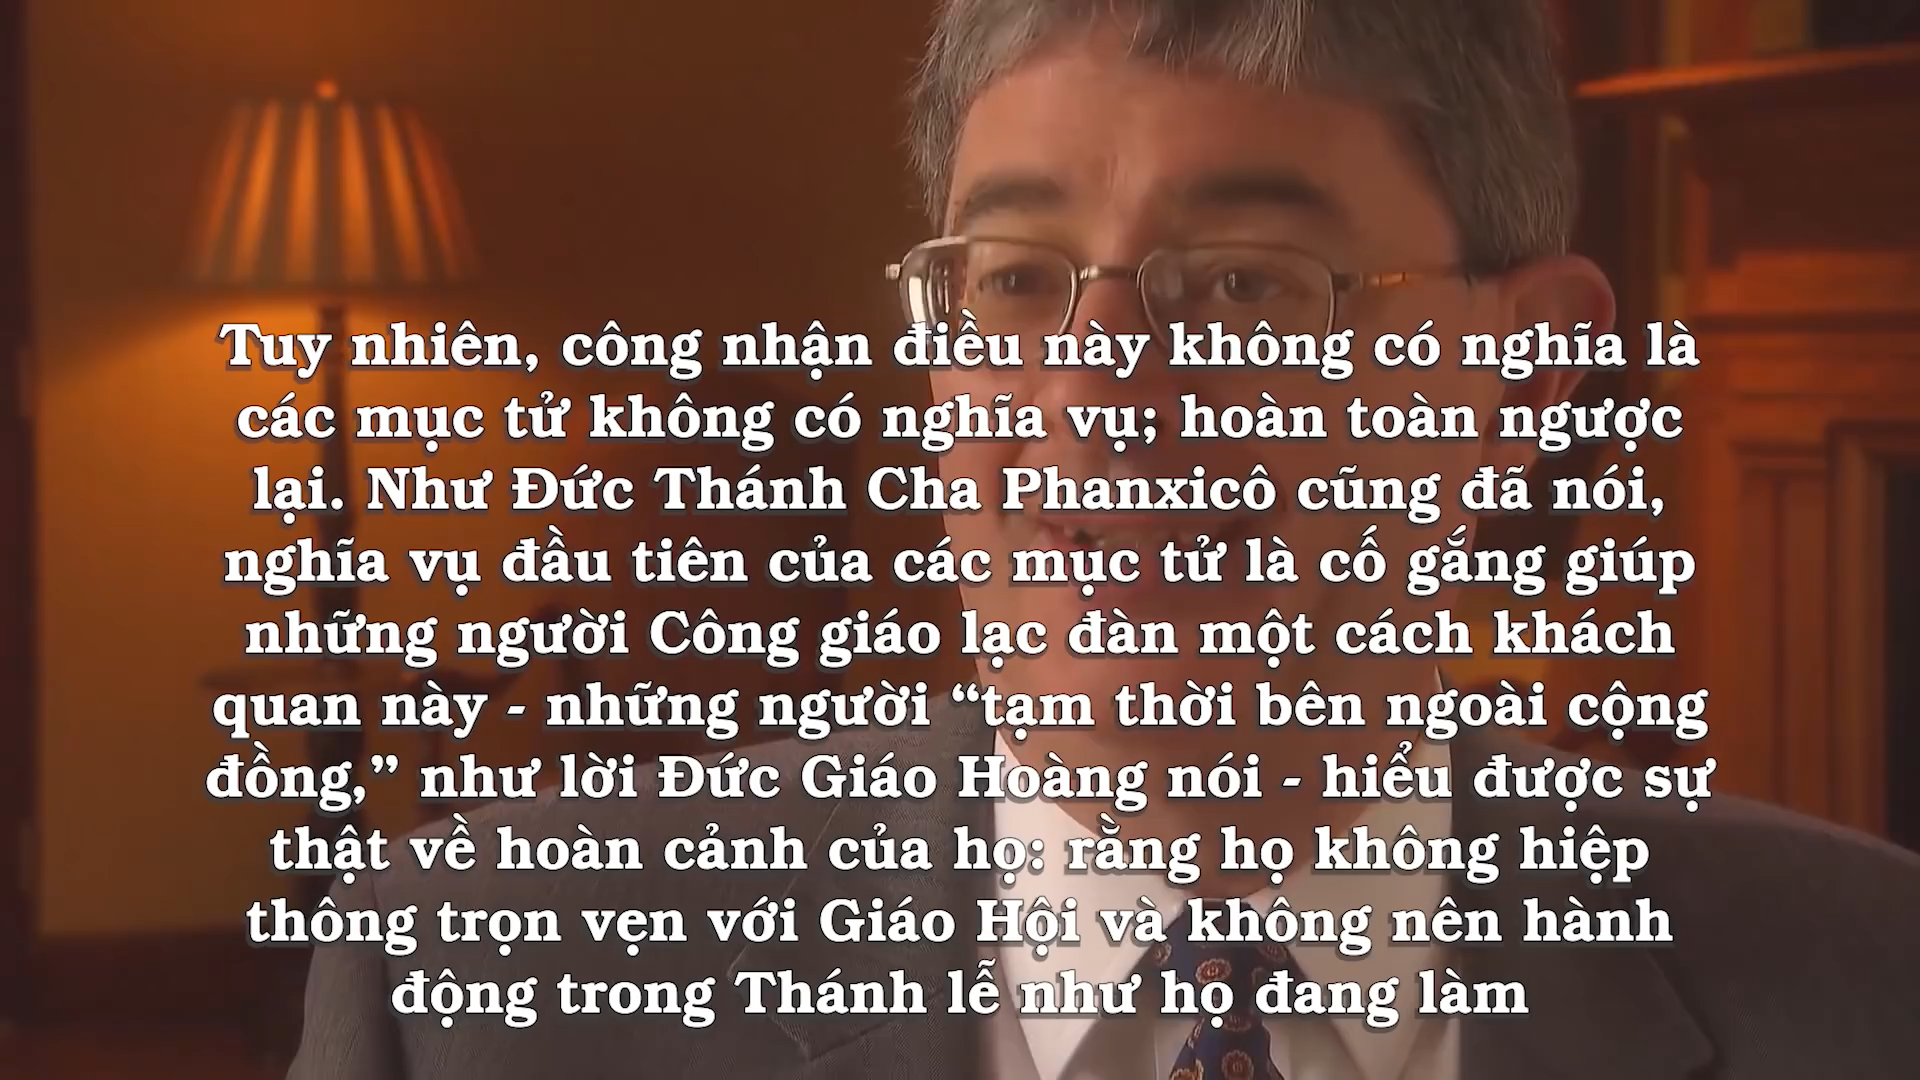 Tuy nhiên, công nhận điều này không có nghĩa là
các mục tử không có nghĩa vụ; hoàn toàn ngược
lại. Như Đức Thánh Cha Phanxicô cũng đã nói,
nghĩa vụ đầu tiên của các mục tử là cố gắng giúp
những người Công giáo lạc đàn một cách khách
quan này - những người “tạm thời bên ngoài cộng
đồng,” như lời Đức Giáo Hoàng nói - hiểu được sự
thật về hoàn cảnh của họ: rằng họ không hiệp
thông trọn vẹn với Giáo Hội và không nên hành
động trong Thánh lễ như họ đang làm